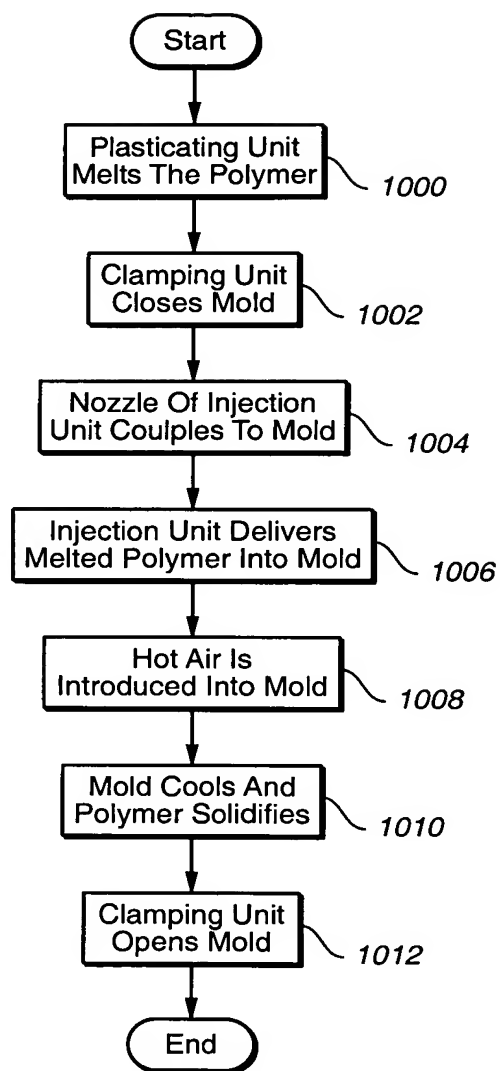 Start
Plasticating Unit
Melts The Polymer
1000
Clamping Unit
Closes Mold
1002
Nozzle Of Injection
Unit Coulples To Mold
1004
Injection Unit Delivers
Melted Polymer Into Mold
1006
Hot Air Is
Introduced Into Mold
1008
Mold Cools And
Polymer Solidifies
1010
Clamping Unit
Opens Mold
1012
End